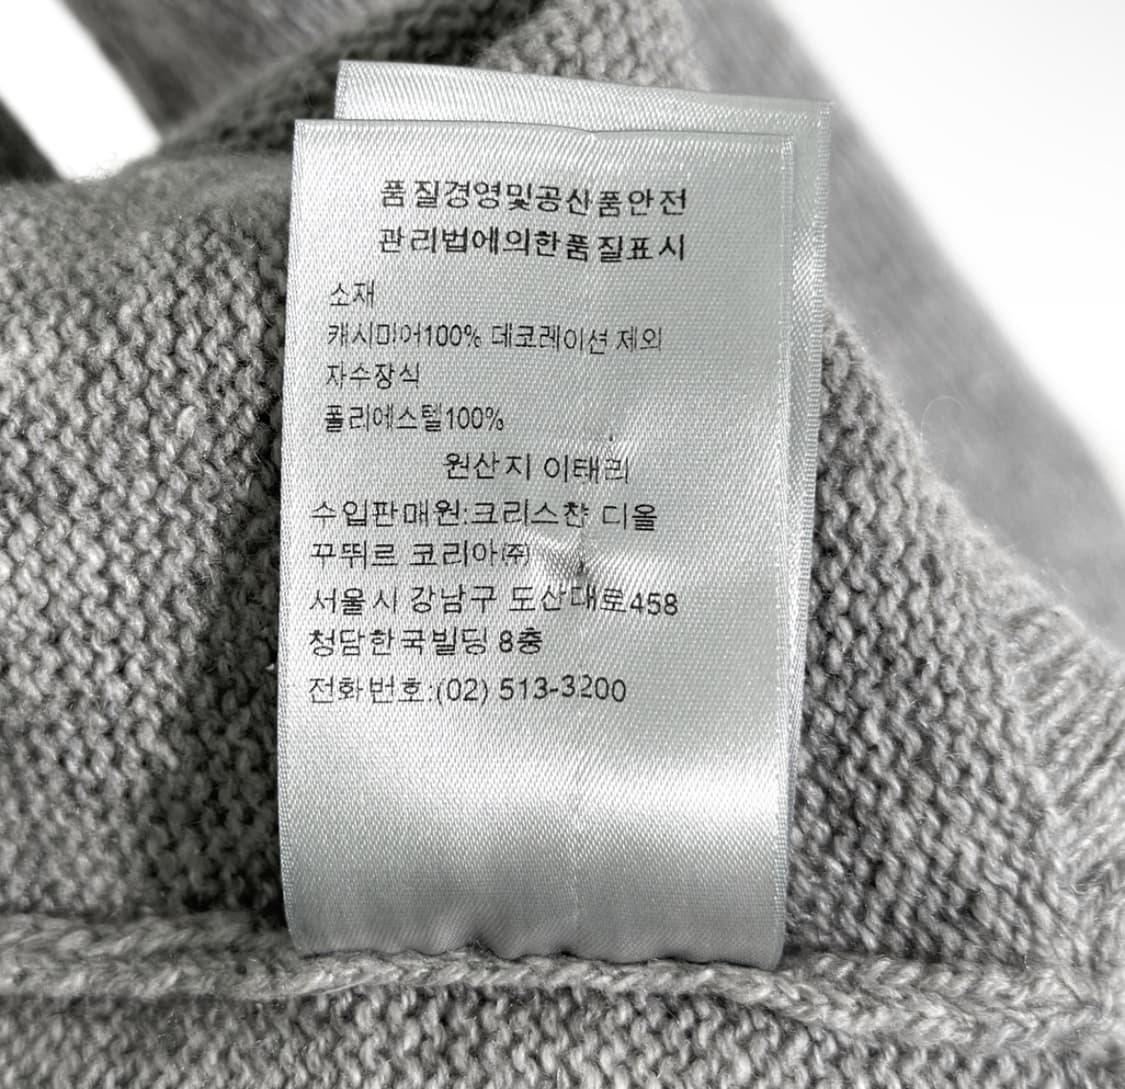 품질경영및공산품안전
관리법에의한품질표시
소재
캐시미어100% 데코레이션 제외
자수장식
폴리에스텔100%
원산지 이태리
수입판매원:크리스챤 디올
꾸뛰르 코리아㈜
서울시 강남구 도산대로458
청담한국빌딩 8층
전화번호:(02) 513-3200